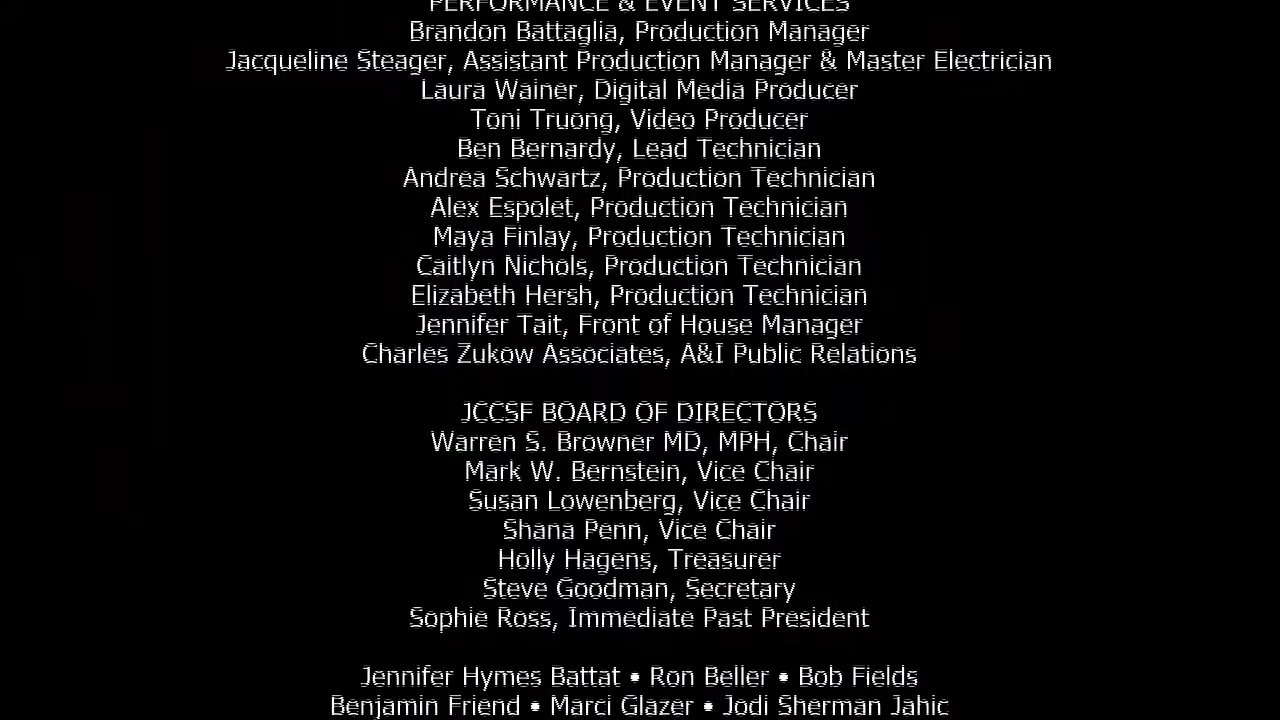 PERFORMANCE & EVENT SERVICES
Brandon Battaglia, Production Manager
Jacqueline Steager, Assistant Production Manager & Master Electrician
Laura Wainer, Digital Media Producer
Toni Truong, Video Producer
Ben Bernardy, Lead Technician
Andrea Schwartz, Production Technician
Alex Espolet, Production Technician
Maya Finlay, Production Technician
Caitlyn Nichols, Production Technician
Elizabeth Hersh, Production Technician
Jennifer Tait, Front of House Manager
Charles Zukow Associates, A&I Public Relations
JCCSF BOARD OF DIRECTORS
Warren S. Browner MD, MPH, Chair
Mark W. Bernstein, Vice Chair
Susan Lowenberg, Vice Chair
Shana Penn, Vice Chair
Holly Hagens, Treasurer
Steve Goodman, Secretary
Sophie Ross, Immediate Past President
Jennifer Hymes Battat • Ron Beller • Bob Fields
Benjamin Friend • Marci Glazer • Jodi Sherman Jahic